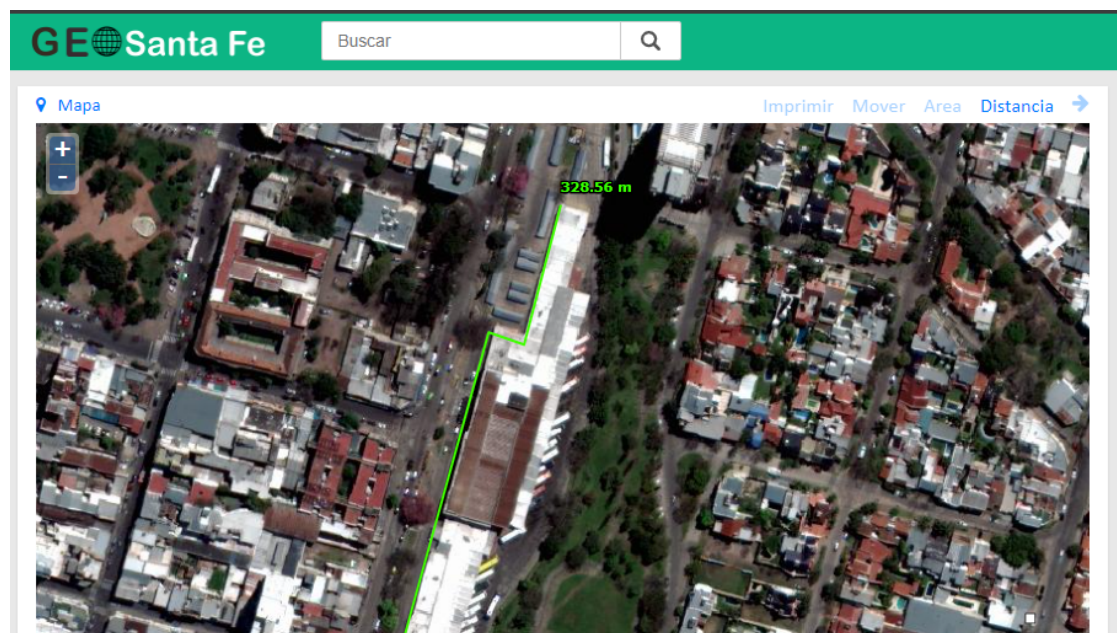 GEO Santa Fe
Buscar
Mapa
Imprimir Mover Area Distancia
+
-
328.56 m